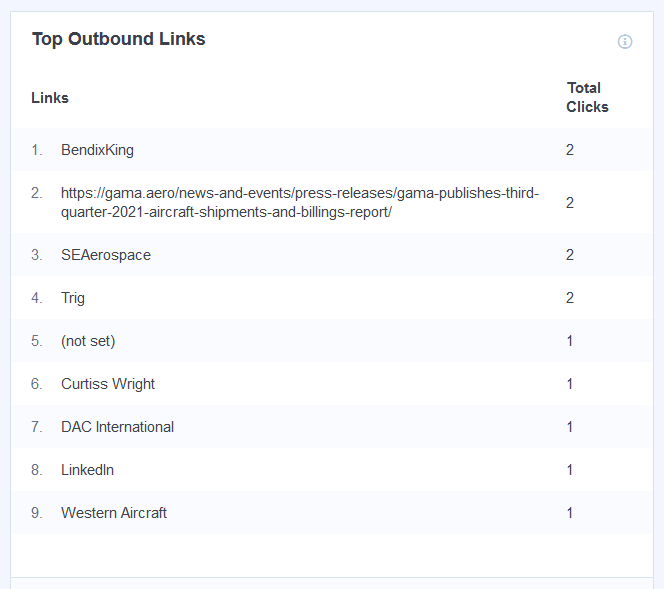 Top Outbound Links
Links
Total
Clicks
1. BendixKing 2
2. https://gama.aero/news-and-events/press-releases/gama-publishes-third-
quarter-2021-aircraft-shipments-and-billings-report/ 2
3. SEAerospace 2
4. Trig 2
5. (not set) 1
6. Curtiss Wright 1
7. DAC International 1
8. LinkedIn 1
9. Western Aircraft 1